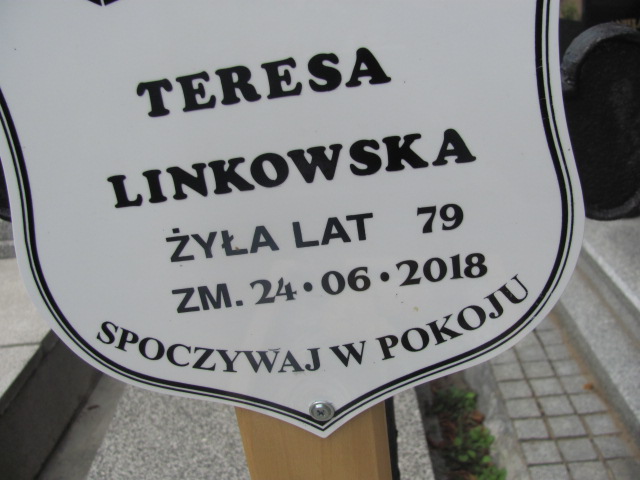 TERESA
LINKOWSKA
ŻYŁA LAT 79
ZM. 24•06•2018
SPOCZYWAJ W POKOJU